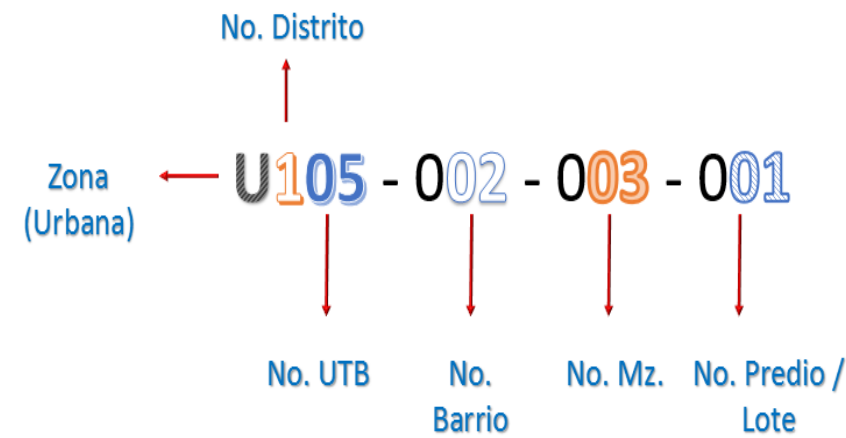 No. Distrito
Zona
(Urbana)
U105 - 002 - 003 - 001
No. UTB
No.
Barrio
No. Mz.
No. Predio /
Lote